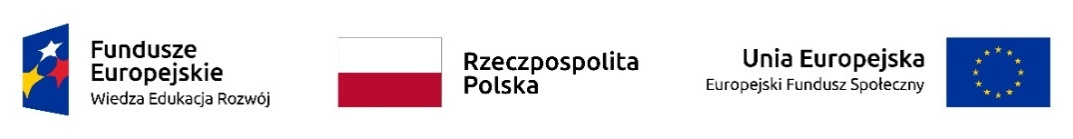 Fundusze
Europejskie
Wiedza Edukacja Rozwój
Rzeczpospolita
Polska
Unia Europejska
Europejski Fundusz Społeczny